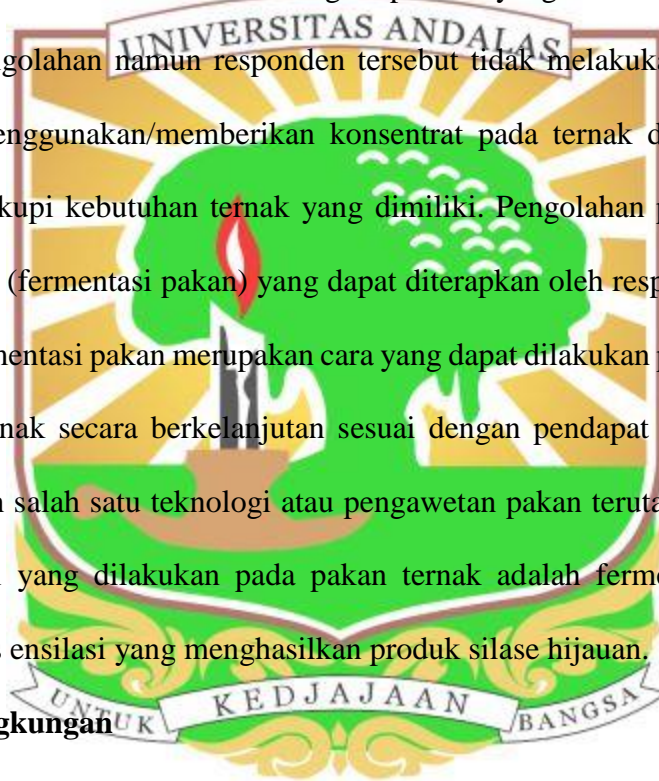 UNIVERSITAS ANDALAS
ngolahan namun responden tersebut tidak melakuka
enggunakan/memberikan konsentrat pada ternak d
kupi kebutuhan ternak yang dimiliki. Pengolahan p
(fermentasi pakan) yang dapat diterapkan oleh resp
mentasi pakan merupakan cara yang dapat dilakukan p
nak secara berkelanjutan sesuai dengan pendapat
n salah satu teknologi atau pengawetan pakan teruta
yang dilakukan pada pakan ternak adalah ferme
s ensilasi yang menghasilkan produk silase hijauan.
UNTUK KEDJAJAAN BANGSA
gkungan